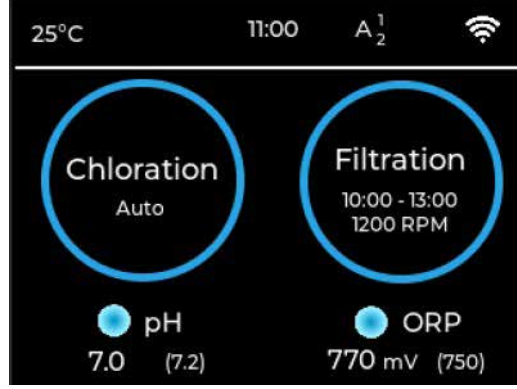 25°C 11:00 A 1 2
Chloration
Auto
Filtration
10:00 - 13:00
1200 RPM
pH
7.0 (7.2)
ORP
770 mV (750)